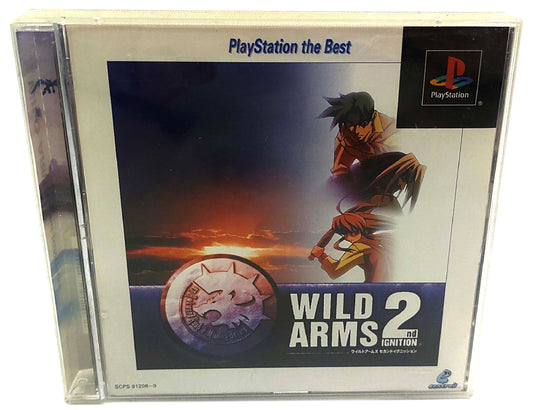 PlayStation the Best
PlayStation
WILD ARMS 2nd IGNITION
ワイルドアームズ セカンドイグニッション
SCPS 91298~9